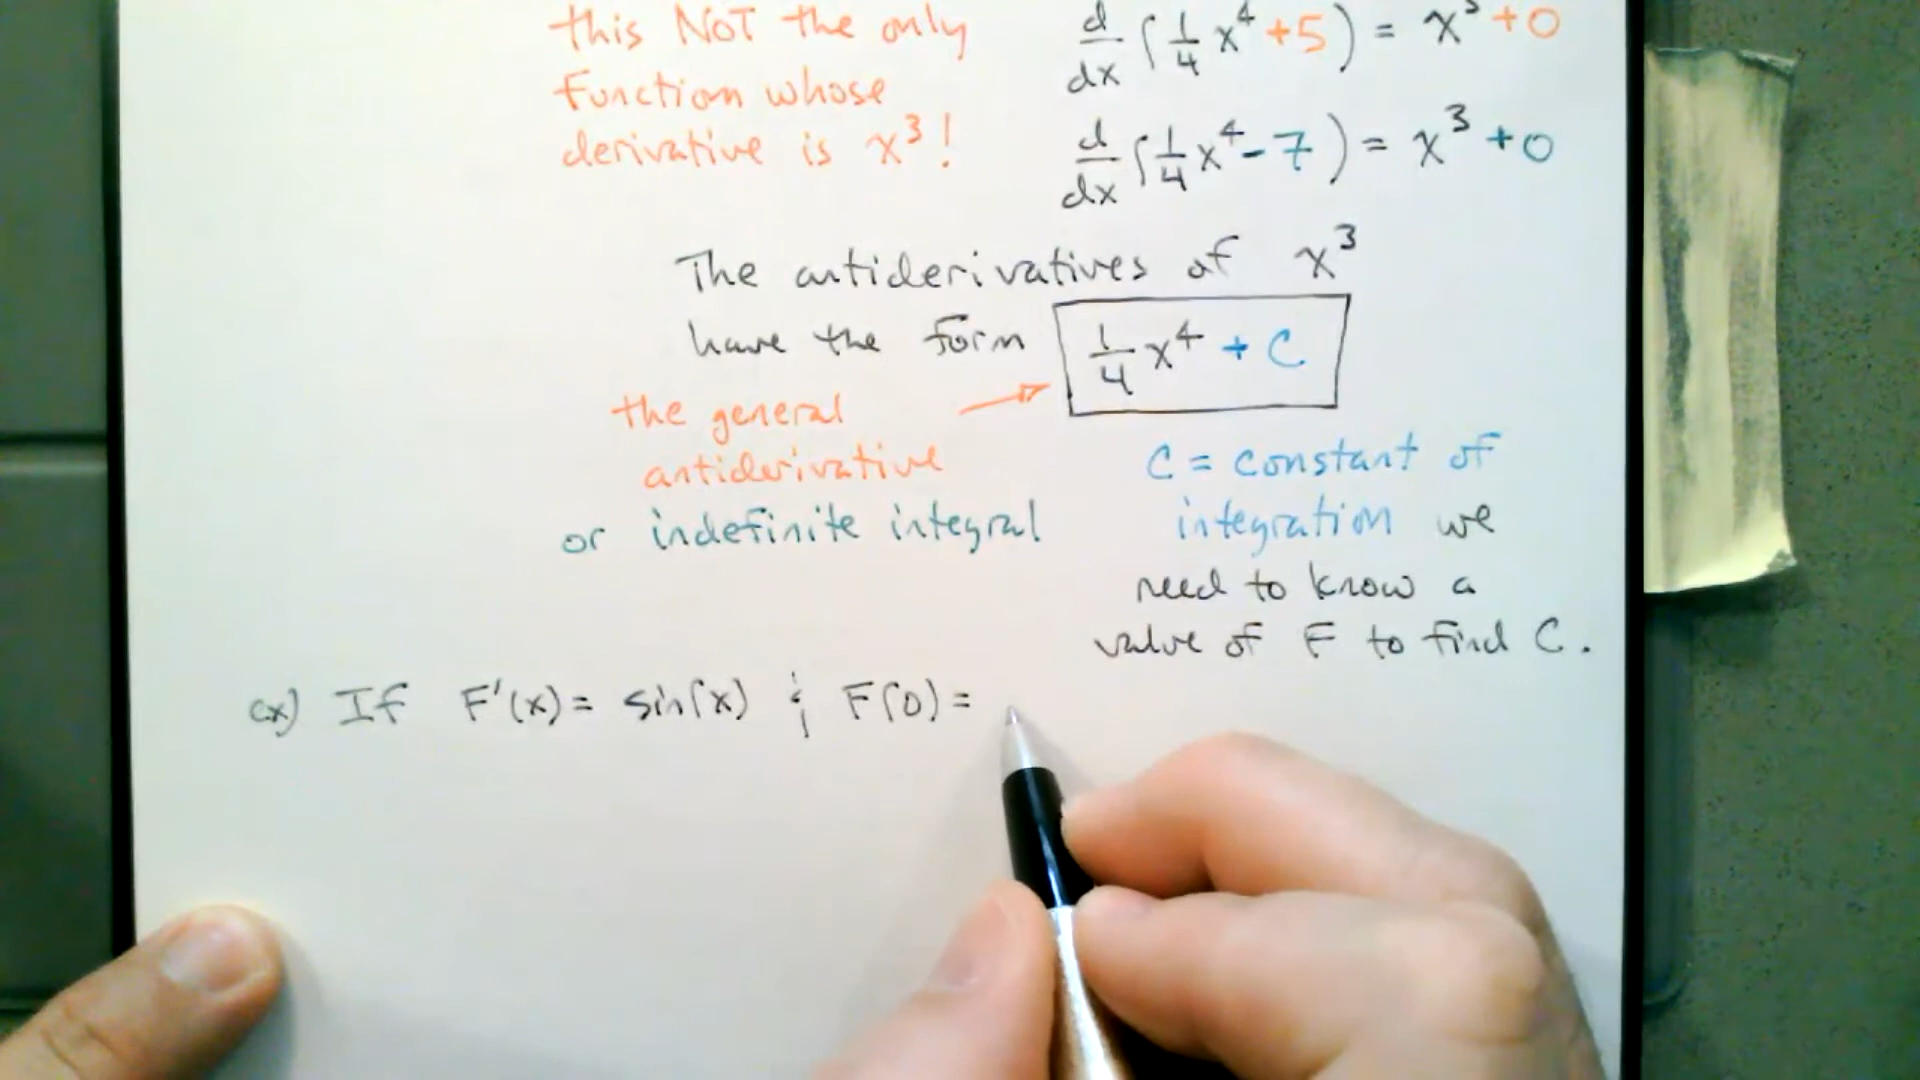 this NOT the only
function whose
derivative is x³!
d/dx (1/4 x⁴ +5) = x³ +0
d/dx (1/4 x⁴ - 7) = x³ +0
The antiderivatives of x³
have the form 1/4 x⁴ + C
the general
antiderivative
or indefinite integral
C = constant of
integration we
need to know a
value of F to find C.
ex) If F'(x) = sin(x) & F(0) =